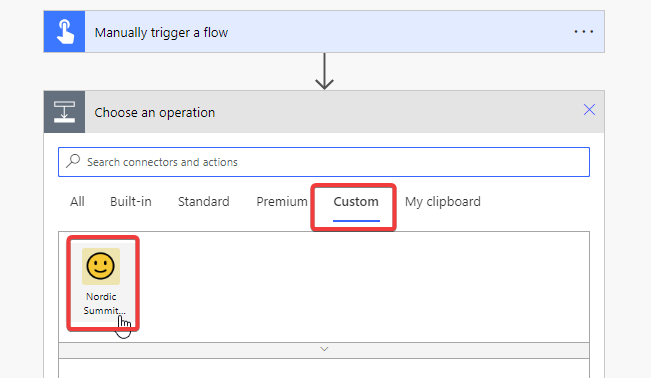 Manually trigger a flow
Choose an operation
Search connectors and actions
All Built-in Standard Premium Custom My clipboard
Nordic
Summit...